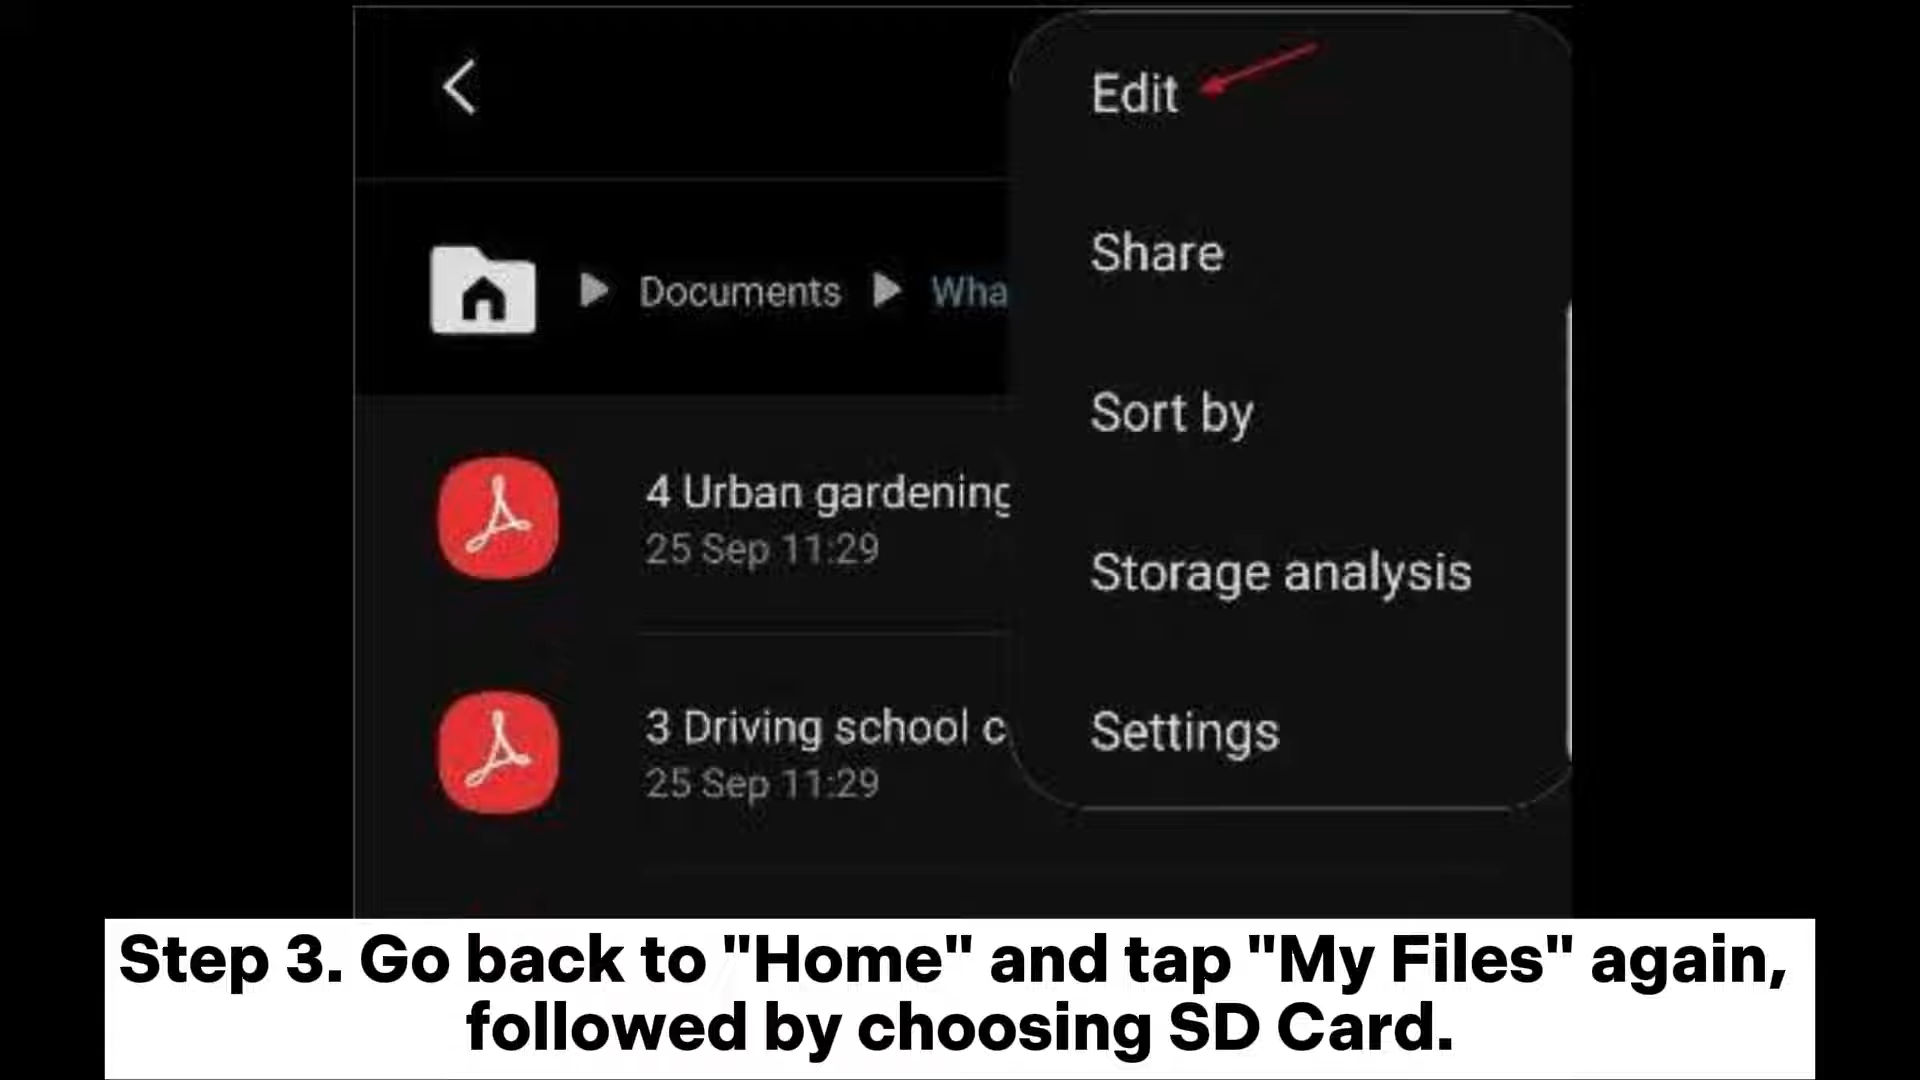 Edit
Share
Sort by
Storage analysis
Settings
Documents
4 Urban gardening
25 Sep 11:29
3 Driving school
25 Sep 11:29
Step 3. Go back to "Home" and tap "My Files" again,
followed by choosing SD Card.